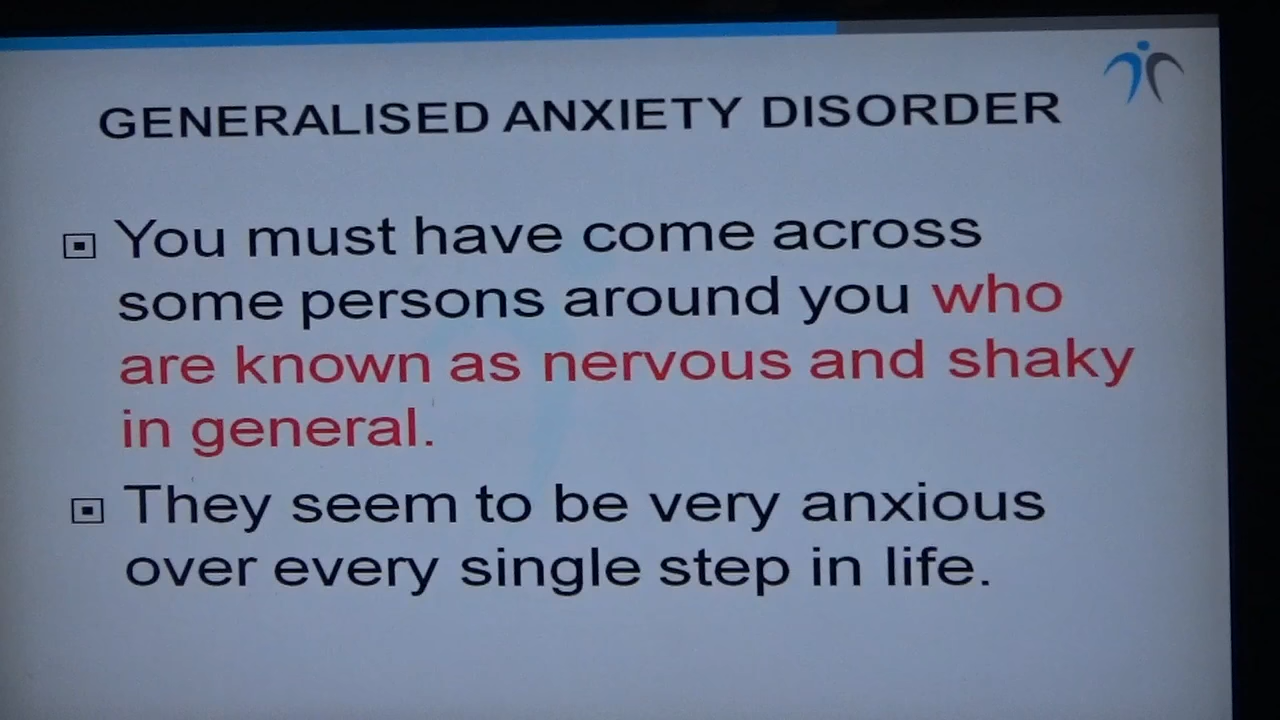 GENERALISED ANXIETY DISORDER
You must have come across
some persons around you who
are known as nervous and shaky
in general.
They seem to be very anxious
over every single step in life.